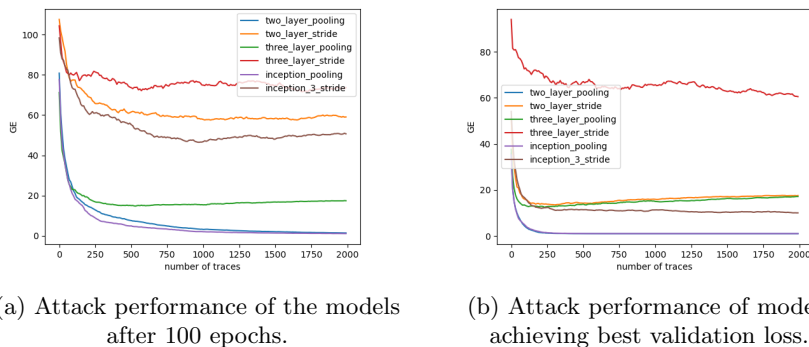 two_layer_pooling
two_layer_stride
three_layer_pooling
three_layer_stride
inception_pooling
inception_3_stride
GE
100
80
60
40
20
0
0 250 500 750 1000 1250 1500 1750 2000
number of traces
a) Attack performance of the models
after 100 epochs.
two_layer_pooling
two_layer_stride
three_layer_pooling
three_layer_stride
inception_pooling
inception_3_stride
GE
80
60
40
20
0
0 250 500 750 1000 1250 1500 1750 2000
number of traces
(b) Attack performance of mode
achieving best validation loss.